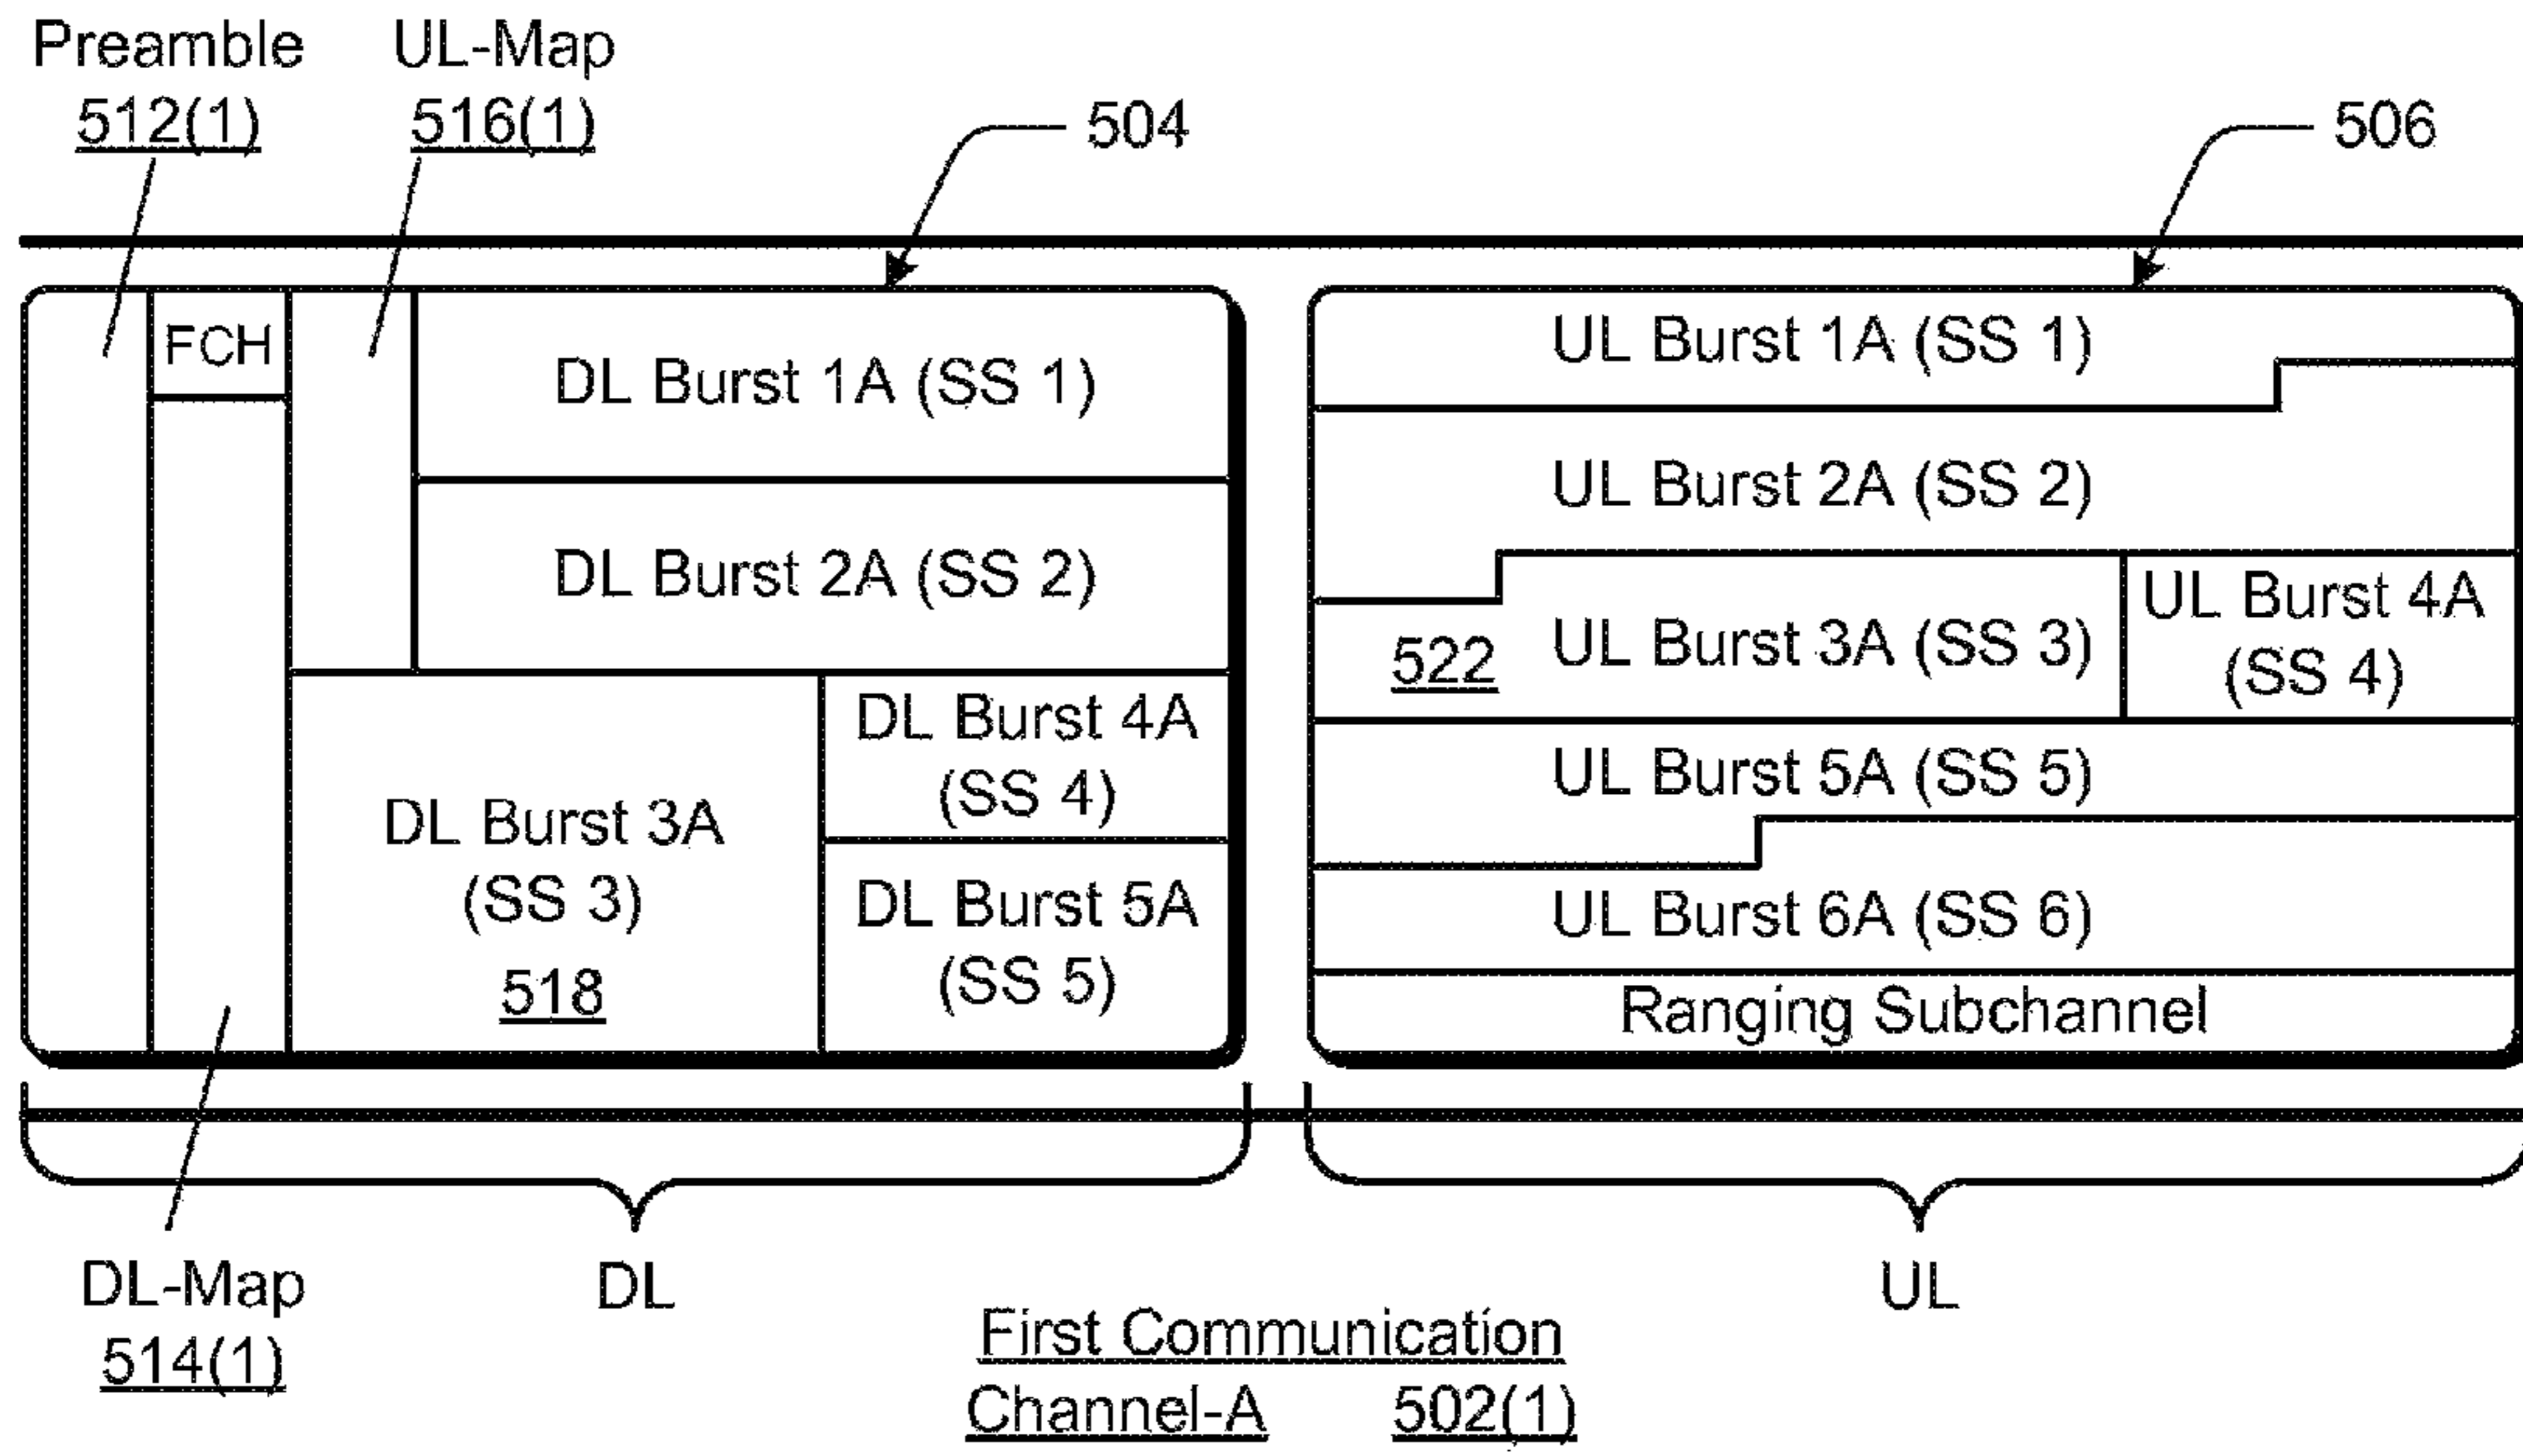 Preamble
512(1)
UL-Map
516(1)
504
506
FCH
DL Burst 1A (SS 1)
DL Burst 2A (SS 2)
DL Burst 3A
(SS 3)
518
DL Burst 4A
(SS 4)
DL Burst 5A
(SS 5)
UL Burst 1A (SS 1)
UL Burst 2A (SS 2)
522
UL Burst 3A (SS 3)
UL Burst 4A
(SS 4)
UL Burst 5A (SS 5)
UL Burst 6A (SS 6)
Ranging Subchannel
DL-Map
514(1)
DL
UL
First Communication
Channel-A 502(1)